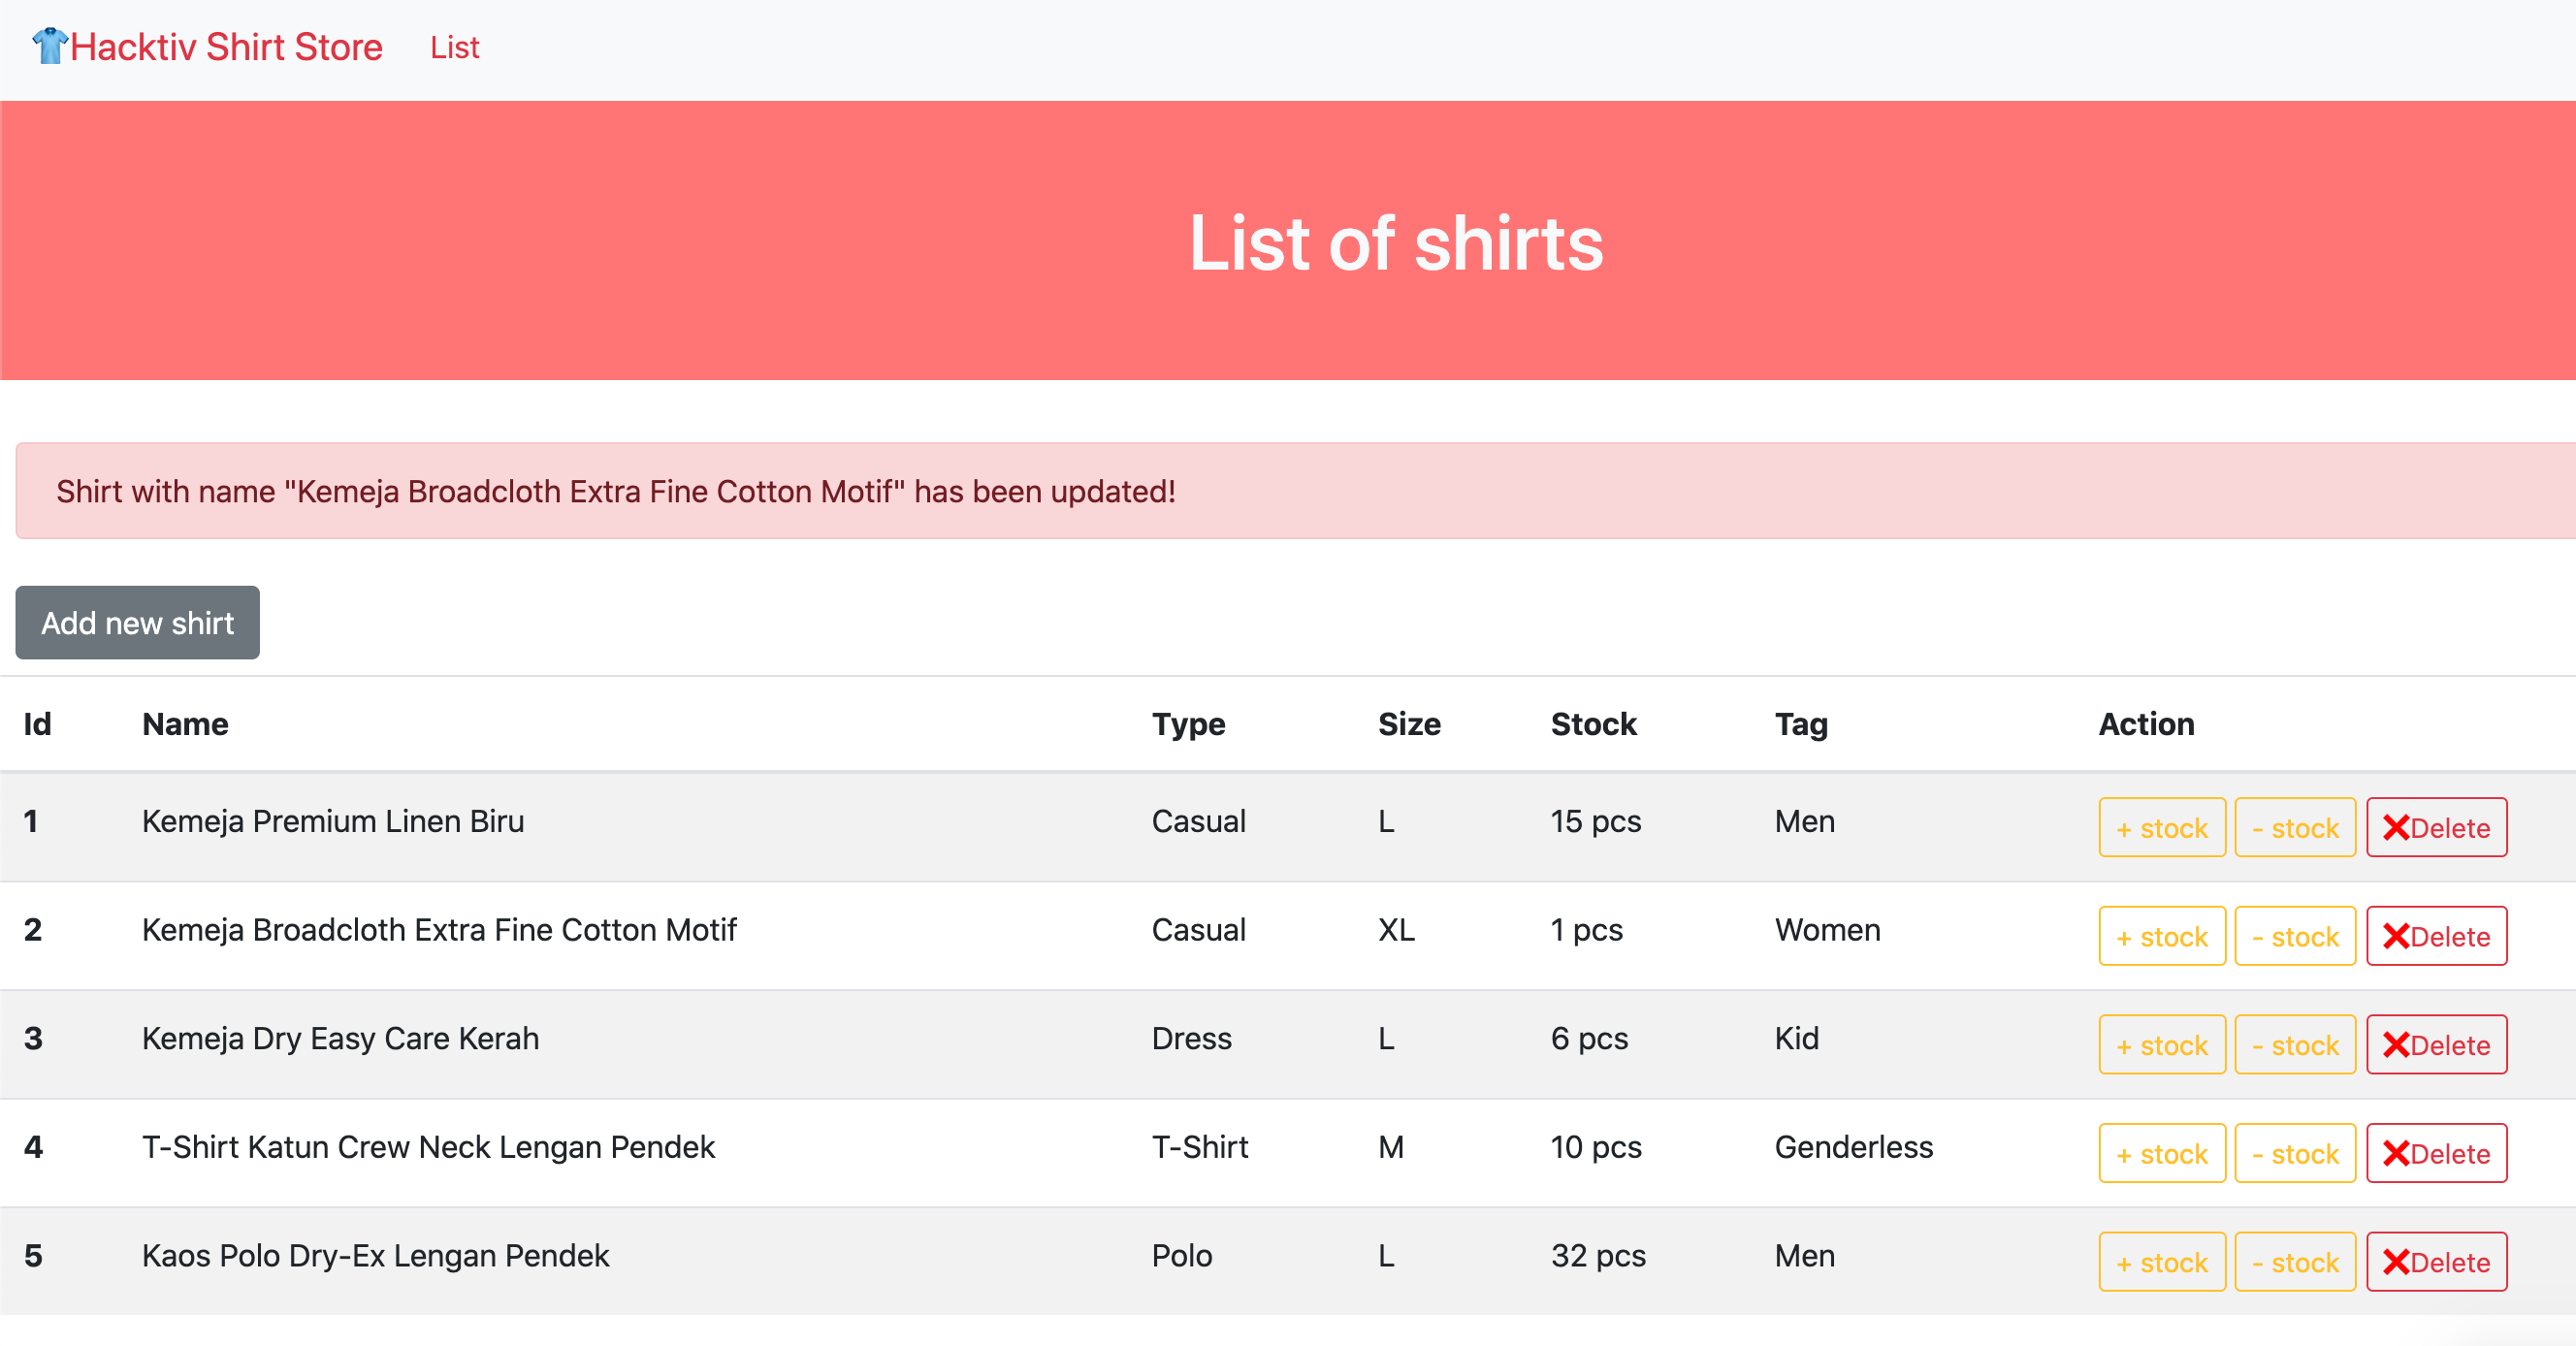 Hacktiv Shirt Store List
List of shirts
Shirt with name "Kemeja Broadcloth Extra Fine Cotton Motif" has been updated!
Add new shirt
Id Name Type Size Stock Tag Action
1 Kemeja Premium Linen Biru Casual L 15 pcs Men + stock - stock ❌Delete
2 Kemeja Broadcloth Extra Fine Cotton Motif Casual XL 1 pcs Women + stock - stock ❌Delete
3 Kemeja Dry Easy Care Kerah Dress L 6 pcs Kid + stock - stock ❌Delete
4 T-Shirt Katun Crew Neck Lengan Pendek T-Shirt M 10 pcs Genderless + stock - stock ❌Delete
5 Kaos Polo Dry-Ex Lengan Pendek Polo L 32 pcs Men + stock - stock ❌Delete